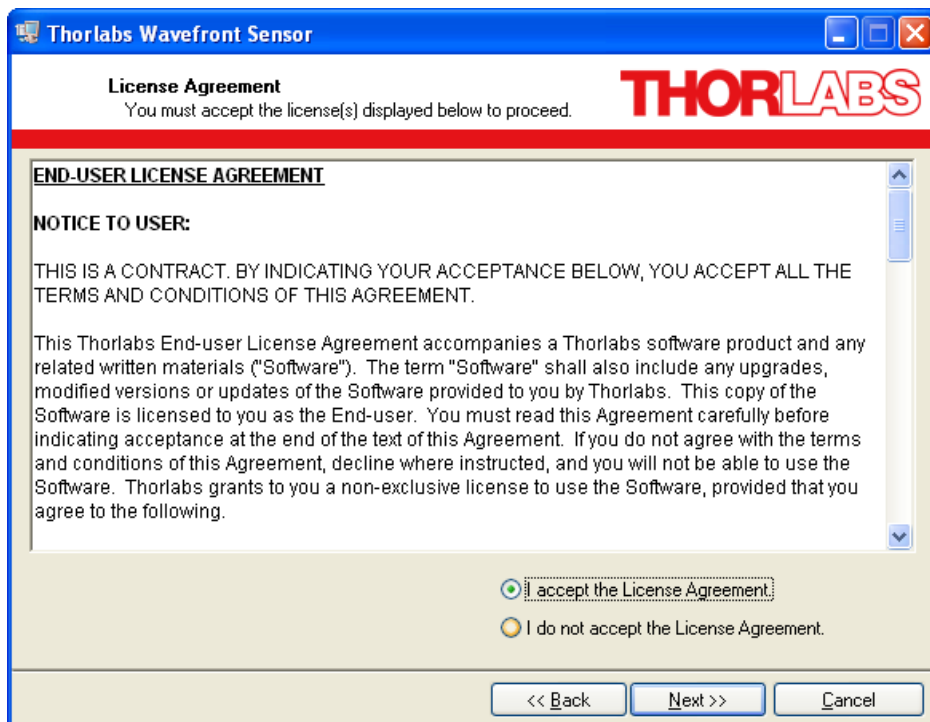 Thorlabs Wavefront Sensor
License Agreement
You must accept the license(s) displayed below to proceed.
THORLABS
END-USER LICENSE AGREEMENT
NOTICE TO USER:
THIS IS A CONTRACT. BY INDICATING YOUR ACCEPTANCE BELOW, YOU ACCEPT ALL THE
TERMS AND CONDITIONS OF THIS AGREEMENT.
This Thorlabs End-user License Agreement accompanies a Thorlabs software product and any
related written materials ("Software").  The term "Software" shall also include any upgrades,
modified versions or updates of the Software provided to you by Thorlabs.  This copy of the
Software is licensed to you as the End-user.  You must read this Agreement carefully before
indicating acceptance at the end of the text of this Agreement.  If you do not agree with the terms
and conditions of this Agreement, decline where instructed, and you will not be able to use the
Software.  Thorlabs grants to you a non-exclusive license to use the Software, provided that you
agree to the following.
I accept the License Agreement.
I do not accept the License Agreement.
<< Back
Next >>
Cancel